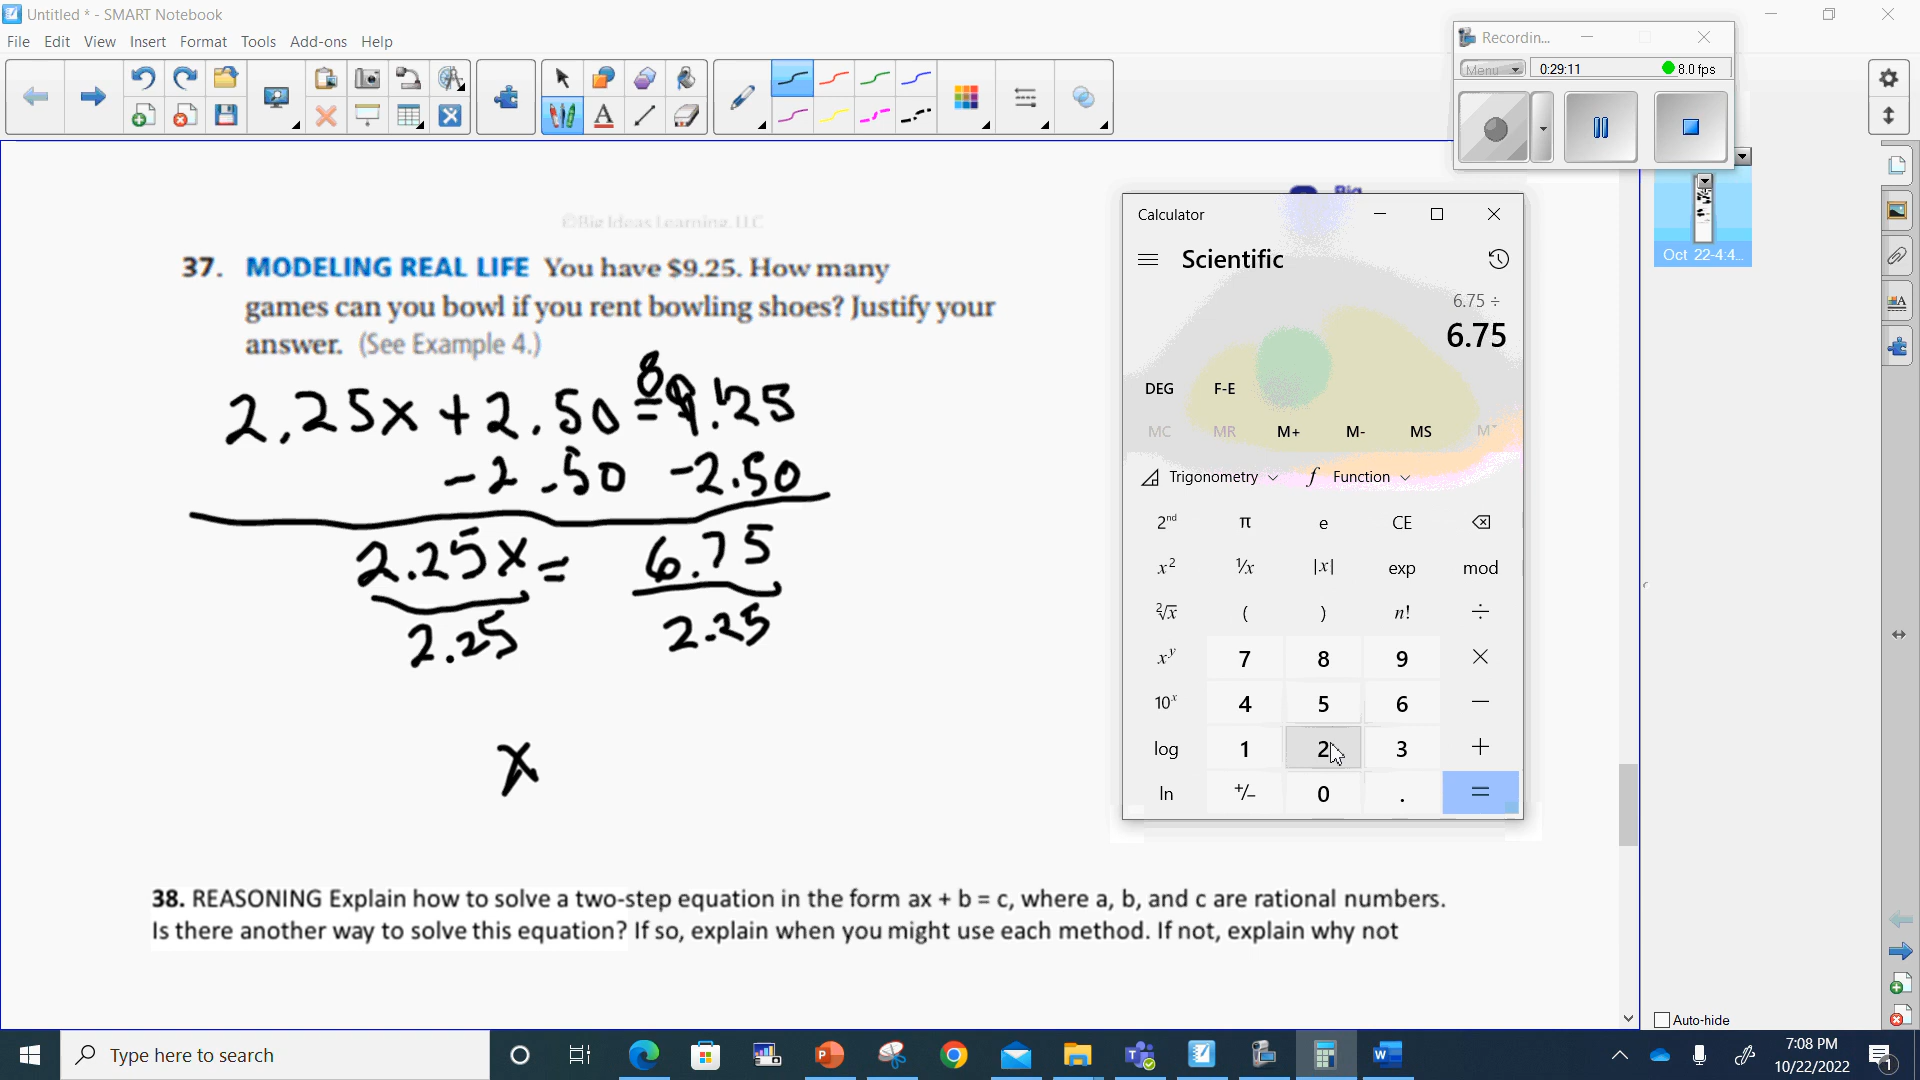 Untitled * - SMART Notebook
File Edit View Insert Format Tools Add-ons Help
Recordin...
Menu 0:29:11 8.0 fps
Big
©Big Ideas Learning, LLC
Oct 22-4:4...
37. MODELING REAL LIFE You have $9.25. How many
games can you bowl if you rent bowling shoes? Justify your
answer. (See Example 4.)
8
2.25x + 2.50 = 9.25
-2.50 -2.50
2.25x = 6.75
2.25 2.25
x
Calculator
Scientific
6.75 ÷
6.75
DEG F-E
MC MR M+ M- MS M˅
Trigonometry f Function
2nd π e CE
x² ¹/x |x| exp mod
²√x ( ) n! ÷
xʸ 7 8 9 ×
10ˣ 4 5 6 −
log 1 2 3 +
ln +/− 0 . =
38. REASONING Explain how to solve a two-step equation in the form ax + b = c, where a, b, and c are rational numbers.
Is there another way to solve this equation? If so, explain when you might use each method. If not, explain why not
Auto-hide
Type here to search
7:08 PM
10/22/2022
1